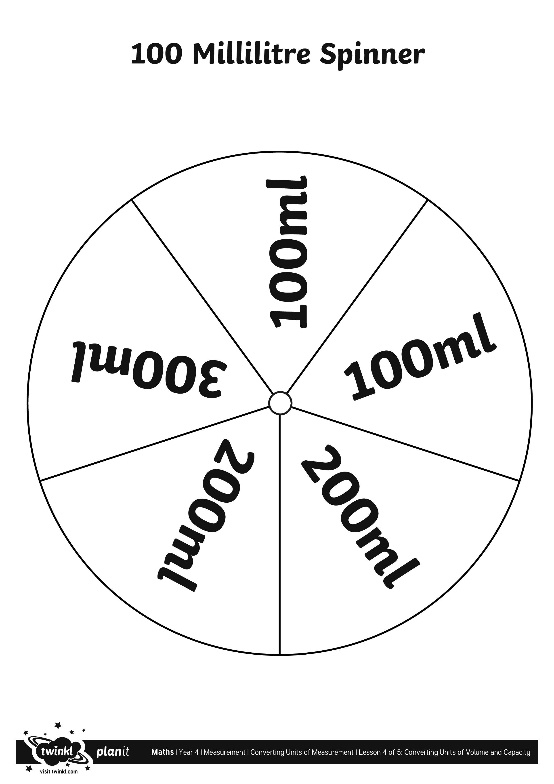 100 Millilitre Spinner
100ml
100ml
200ml
200ml
300ml
twinkl
visit twinkl.com
planit
Maths | Year 4 | Measurement | Converting Units of Measurement | Lesson 4 of 6: Converting Units of Volume and Capacity